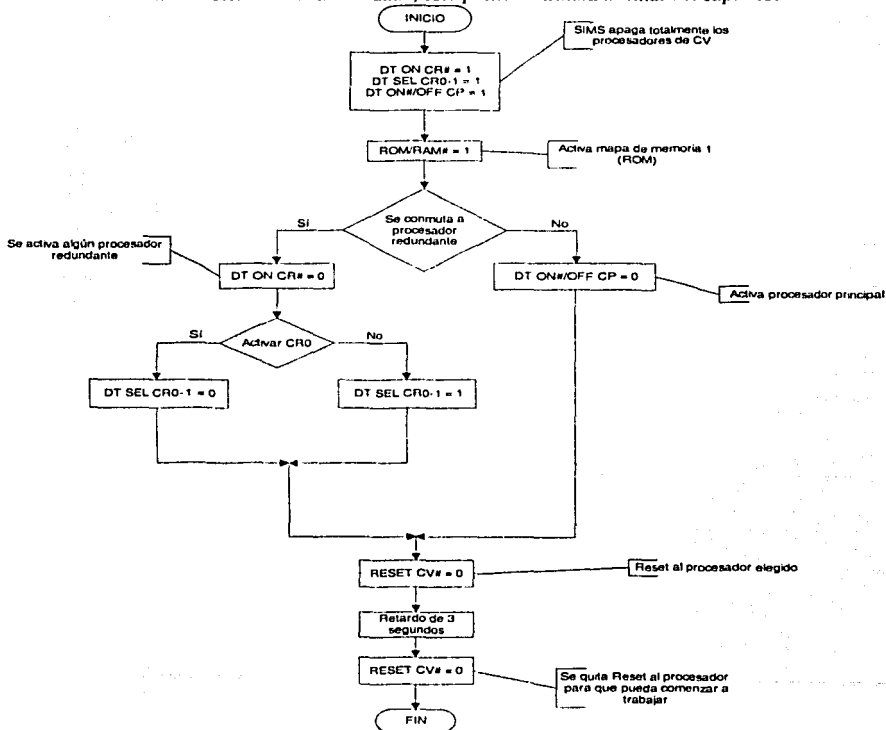 INICIO
SIMS apaga totalmente los
procesadores de CV
DT ON CR# = 1
DT SEL CR0-1 = 1
DT ON#/OFF CP = 1
ROM/RAM# = 1
Activa mapa de memoria 1
(ROM)
Se conmuta a
procesador
redundante
Sí
No
Se activa algún procesador
redundante
DT ON CR# = 0
DT ON#/OFF CP = 0
Activa procesador principal
Activar CR0
Sí
No
DT SEL CR0-1 = 0
DT SEL CR0-1 = 1
RESET CV# = 0
Reset al procesador elegido
Retardo de 3
segundos
RESET CV# = 0
Se quita Reset al procesador
para que pueda comenzar a
trabajar
FIN